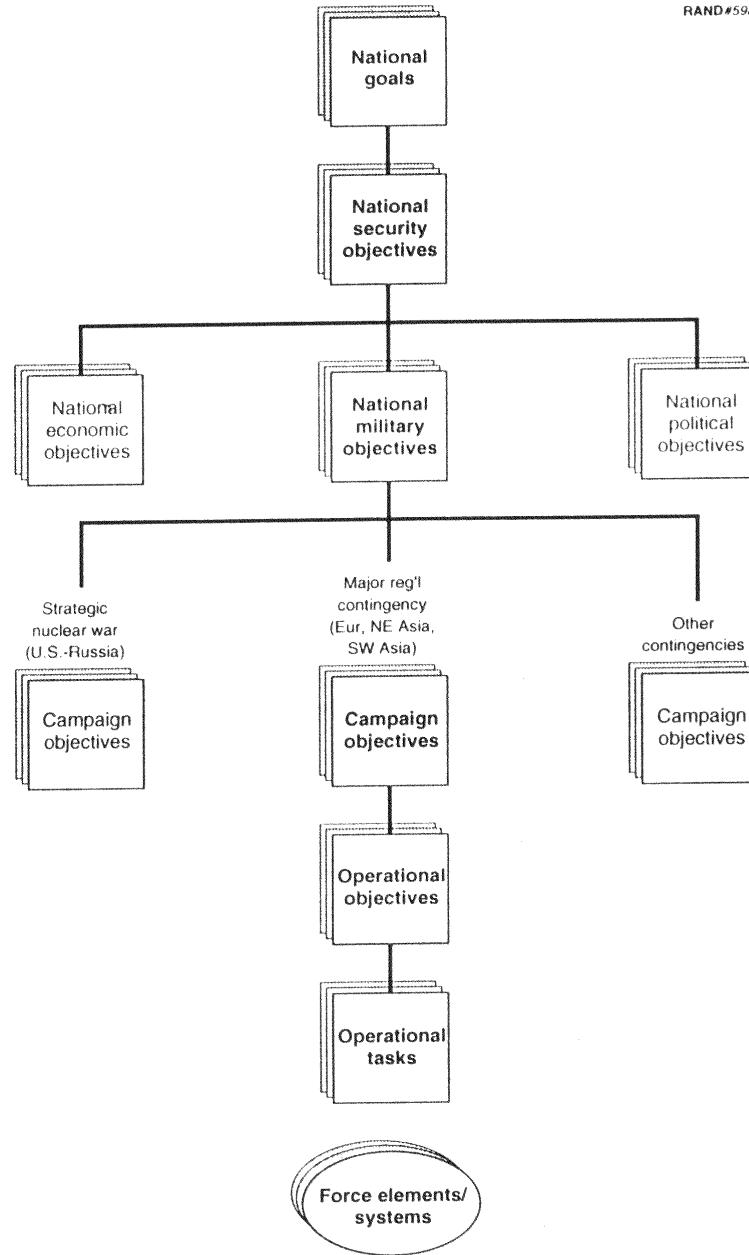 RAND#59
National
goals
National
security
objectives
National
economic
objectives
National
military
objectives
National
political
objectives
Strategic
nuclear war
(U.S.-Russia)
Campaign
objectives
Major reg'l
contingency
(Eur, NE Asia,
SW Asia)
Campaign
objectives
Other
contingencies
Campaign
objectives
Operational
objectives
Operational
tasks
Force elements/
systems